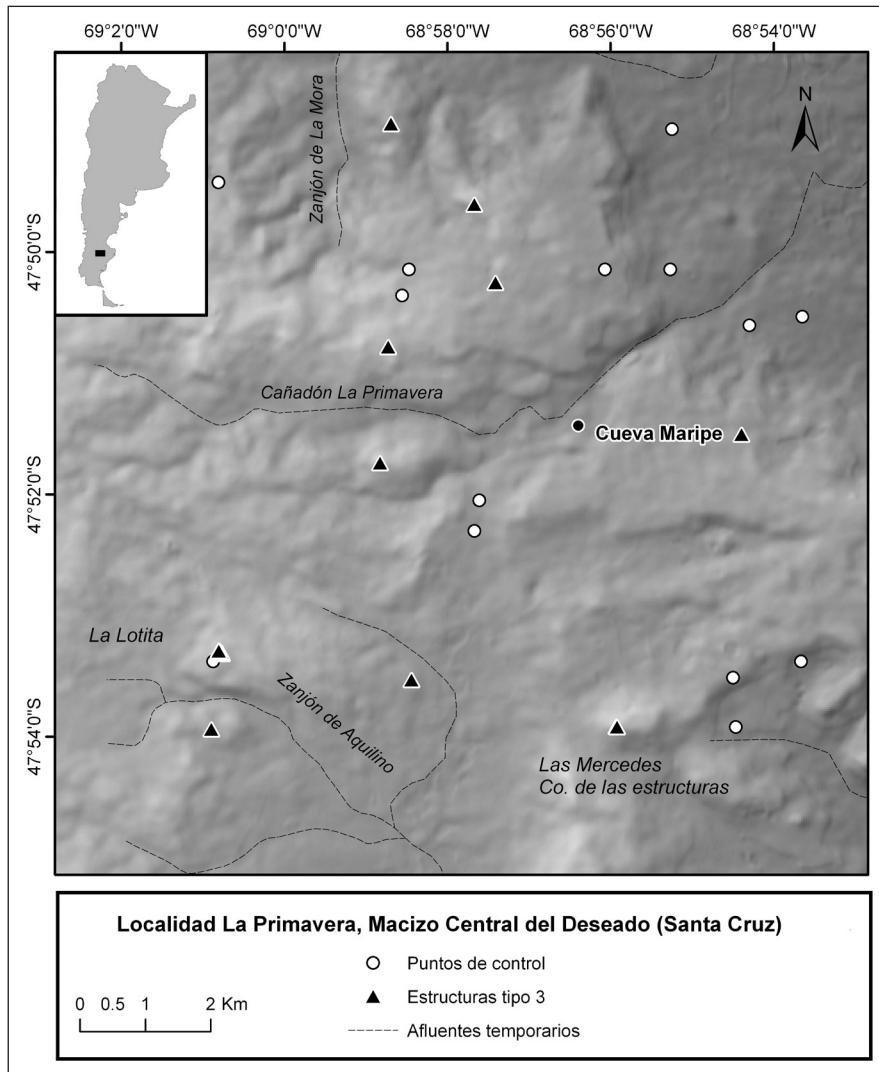 69°2'0"W 69°0'0"W 68°58'0"W 68°56'0"W 68°54'0"W
N
Zanjón de La Mora
47°50'0"S
Cañadón La Primavera
Cueva Maripe
47°52'0"S
La Lotita
Zanjón de Aquilino
47°54'0"S
Las Mercedes
Co. de las estructuras
Localidad La Primavera, Macizo Central del Deseado (Santa Cruz)
Puntos de control
0 0.5 1 2 Km
Estructuras tipo 3
Afluentes temporarios